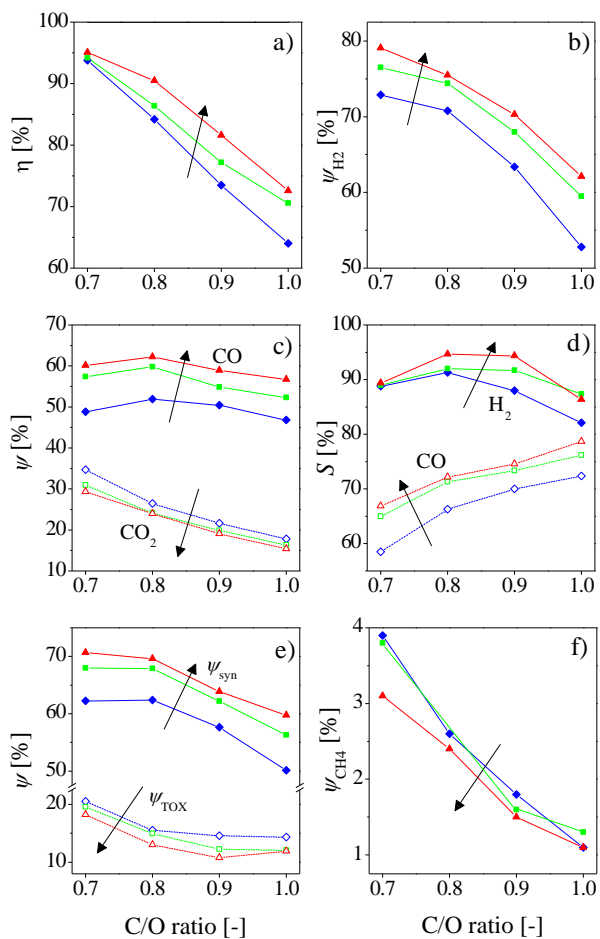 a)
η [%]
100
90
80
70
60
0.7 0.8 0.9 1.0
b)
ψH2 [%]
80
70
60
50
0.7 0.8 0.9 1.0
c)
ψ [%]
70
60
50
40
30
20
10
CO
CO2
0.7 0.8 0.9 1.0
d)
S [%]
100
90
80
70
60
H2
CO
0.7 0.8 0.9 1.0
e)
ψ [%]
70
60
50
20
10
ψsyn
ψTOX
0.7 0.8 0.9 1.0
C/O ratio [-]
f)
ψCH4 [%]
4
3
2
1
0.7 0.8 0.9 1.0
C/O ratio [-]